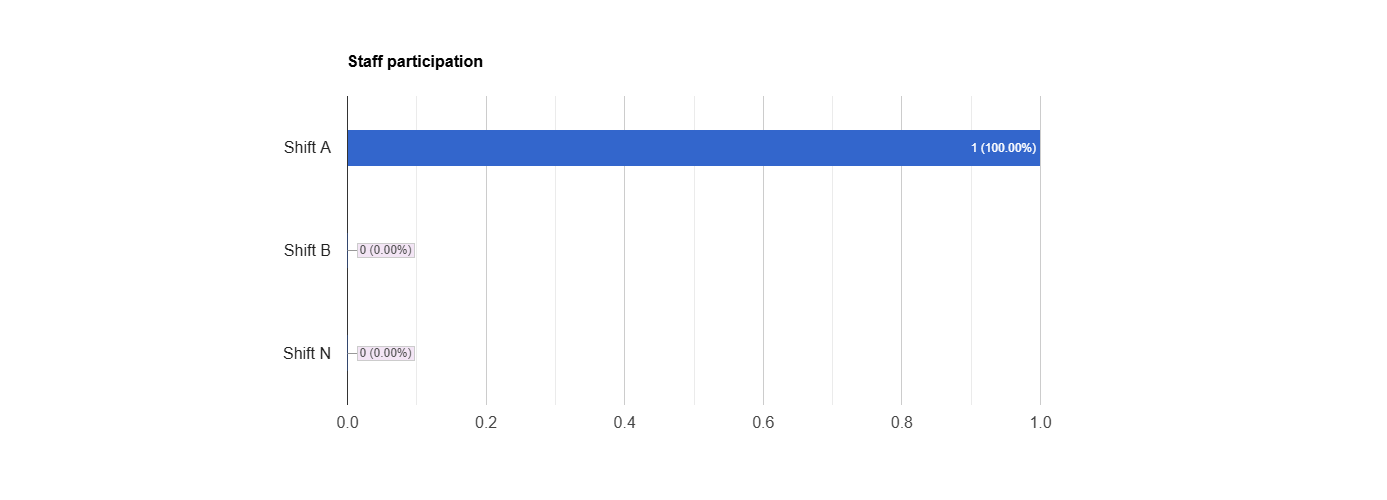 Staff participation
Shift A
1 (100.00%)
Shift B
0 (0.00%)
Shift N
0 (0.00%)
0.0
0.2
0.4
0.6
0.8
1.0